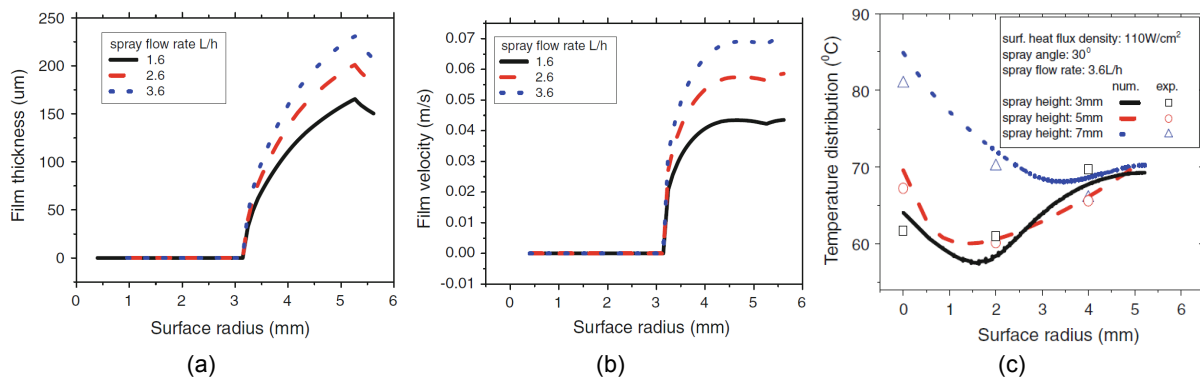 250
200
150
100
50
0
Film thickness (um)
spray flow rate L/h
1.6
2.6
3.6
0 1 2 3 4 5 6
Surface radius (mm)
(a)
0.07
0.06
0.05
0.04
0.03
0.02
0.01
0.00
-0.01
Film velocity (m/s)
spray flow rate L/h
1.6
2.6
3.6
0 1 2 3 4 5 6
Surface radius (mm)
(b)
90
80
70
60
Temperature distribution (⁰C)
surf. heat flux density: 110W/cm²
spray angle: 30⁰
spray flow rate: 3.6L/h
num. exp.
spray height: 3mm
spray height: 5mm
spray height: 7mm
0 1 2 3 4 5 6
Surface radius (mm)
(c)